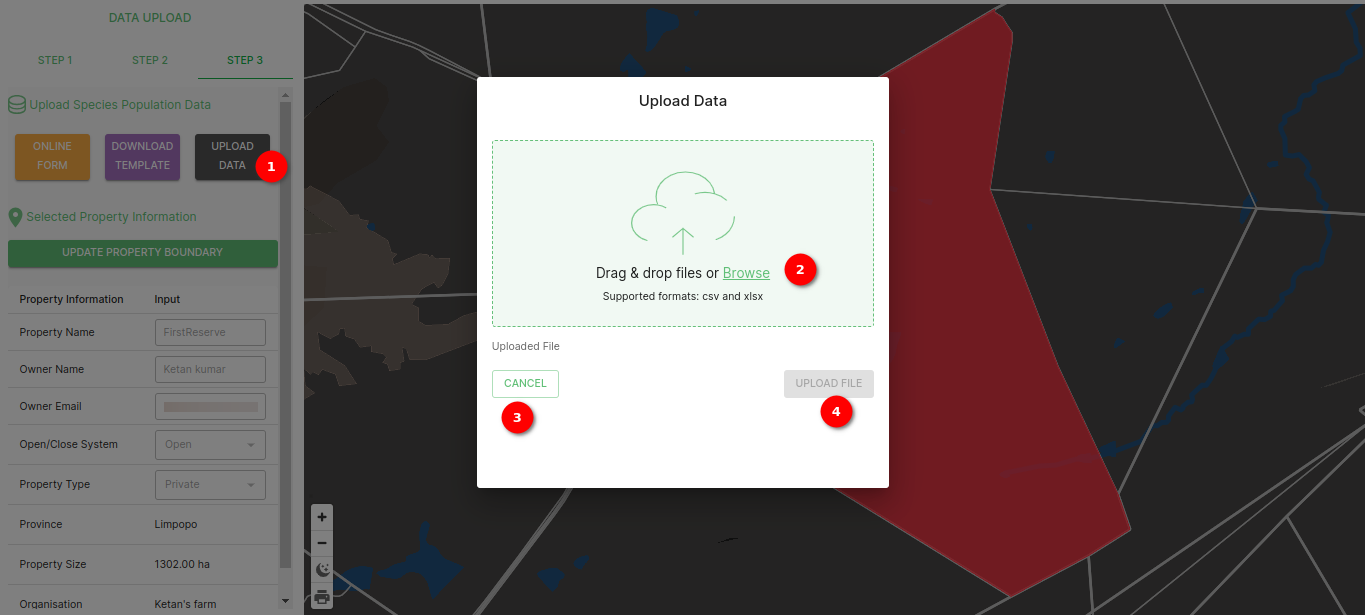 DATA UPLOAD
STEP 1 STEP 2 STEP 3
Upload Species Population Data
ONLINE FORM
DOWNLOAD TEMPLATE
UPLOAD DATA
1
Selected Property Information
UPDATE PROPERTY BOUNDARY
Property Information Input
Property Name FirstReserve
Owner Name Ketan kumar
Owner Email
Open/Close System Open
Property Type Private
Province Limpopo
Property Size 1302.00 ha
Organisation Ketan's farm
Upload Data
Drag & drop files or Browse
2
Supported formats: csv and xlsx
Uploaded File
CANCEL UPLOAD FILE
3 4
+
−